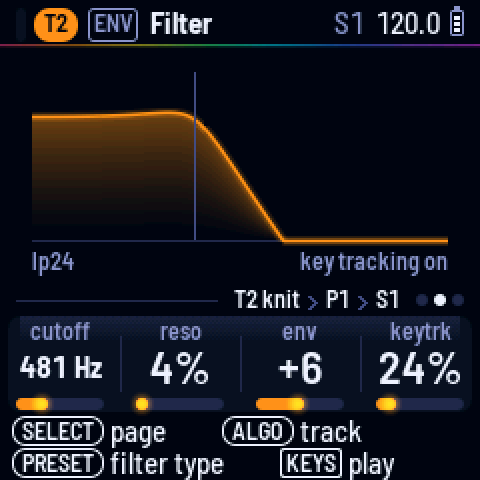 T2 ENV Filter S1 120.0
lp24 key tracking on
T2 knit > P1 > S1
cutoff reso env keytrk
481 Hz 4% +6 24%
SELECT page ALGO track
PRESET filter type KEYS play